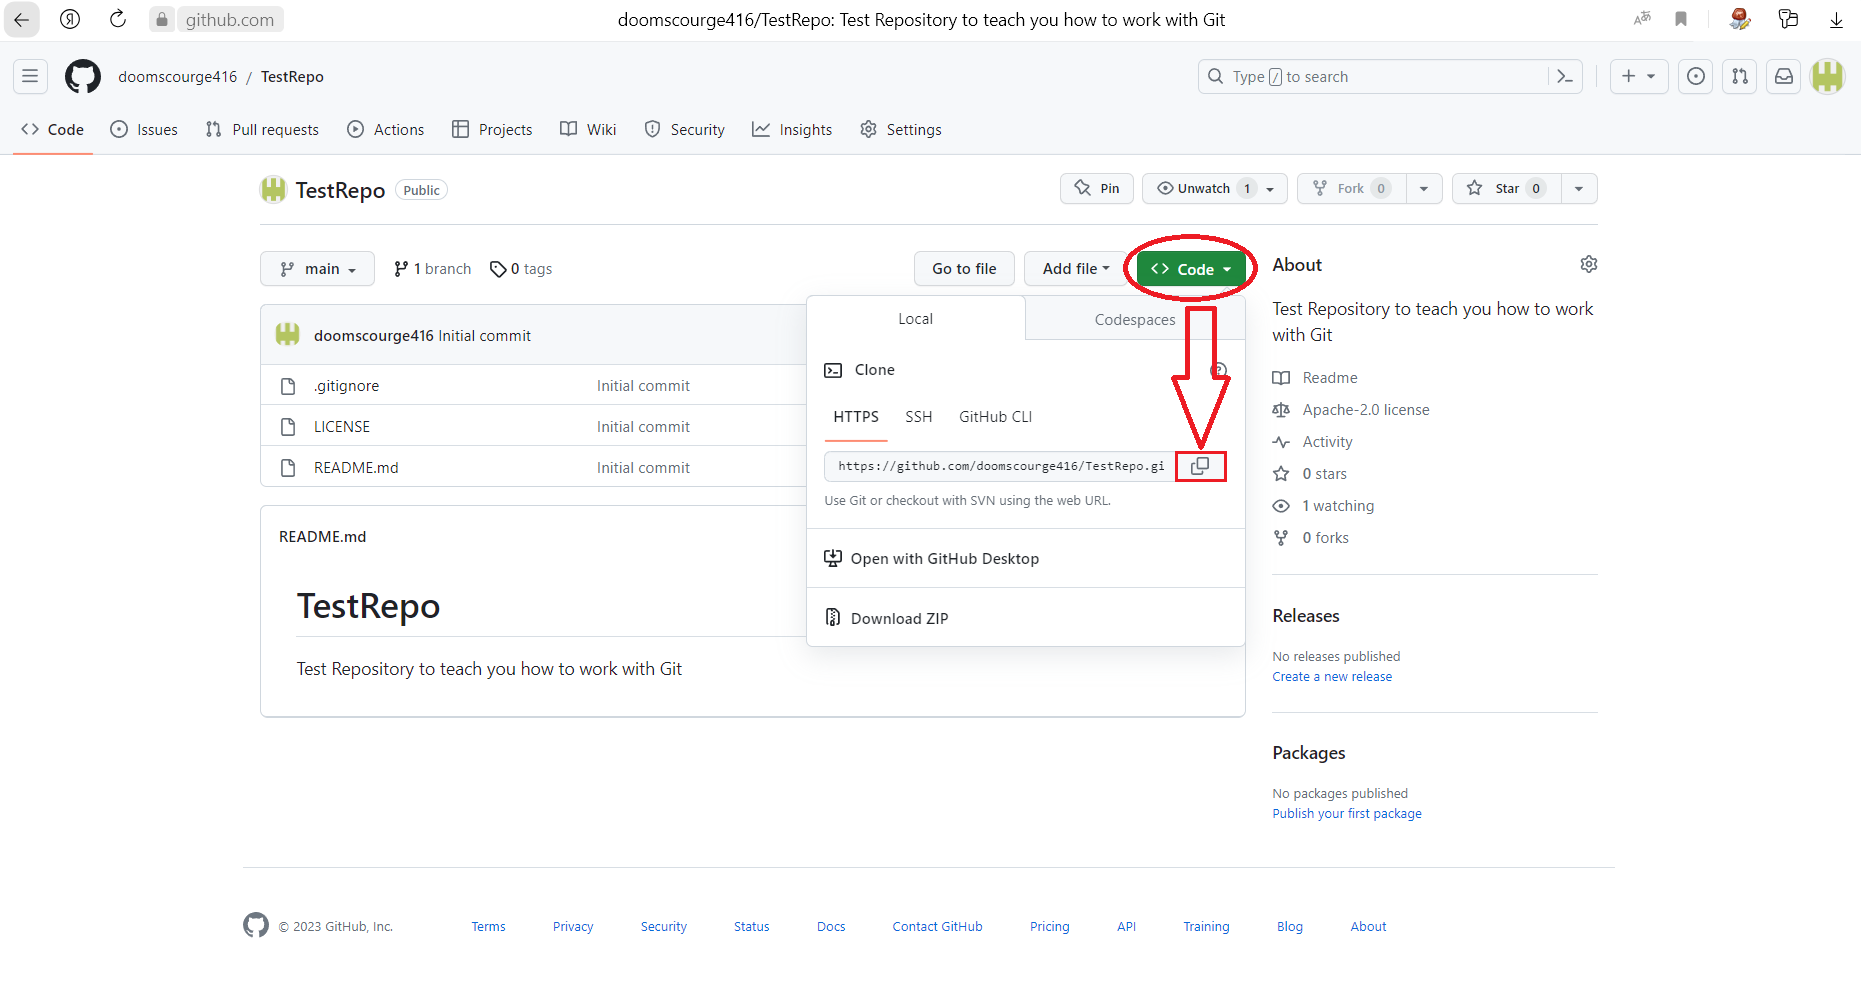 github.com
doomscourge416/TestRepo: Test Repository to teach you how to work with Git
doomscourge416 / TestRepo
Type / to search
Code Issues Pull requests Actions Projects Wiki Security Insights Settings
TestRepo Public
Pin Unwatch 1 Fork 0 Star 0
main 1 branch 0 tags Go to file Add file Code
Local Codespaces
Clone
HTTPS SSH GitHub CLI
https://github.com/doomscourge416/TestRepo.gi
Use Git or checkout with SVN using the web URL.
Open with GitHub Desktop
Download ZIP
doomscourge416 Initial commit
.gitignore Initial commit
LICENSE Initial commit
README.md Initial commit
README.md
TestRepo
Test Repository to teach you how to work with Git
About
Test Repository to teach you how to work
with Git
Readme
Apache-2.0 license
Activity
0 stars
1 watching
0 forks
Releases
No releases published
Create a new release
Packages
No packages published
Publish your first package
© 2023 GitHub, Inc. Terms Privacy Security Status Docs Contact GitHub Pricing API Training Blog About